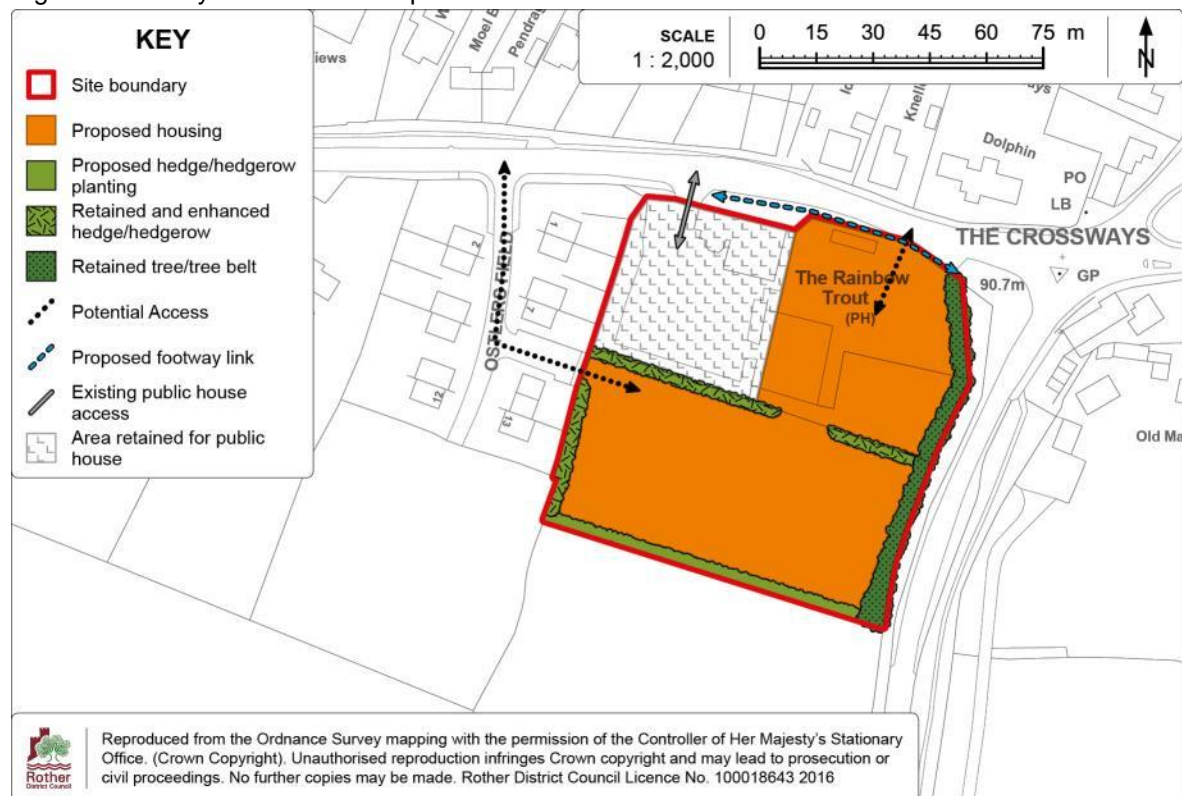 KEY
Site boundary
Proposed housing
Proposed hedge/hedgerow
planting
Retained and enhanced
hedge/hedgerow
Retained tree/tree belt
Potential Access
Proposed footway link
Existing public house
access
Area retained for public
house
SCALE
1 : 2,000
0 15 30 45 60 75 m
N
iews
Moel
Pendrag
Knelle
Dolphin
PO
LB
THE CROSSWAYS
GP
90.7m
The Rainbow
Trout
(PH)
OSTLERS FIELD
1
2
7
12
13
Old Ma
Rother
District Council
Reproduced from the Ordnance Survey mapping with the permission of the Controller of Her Majesty's Stationary
Office. (Crown Copyright). Unauthorised reproduction infringes Crown copyright and may lead to prosecution or
civil proceedings. No further copies may be made. Rother District Council Licence No. 100018643 2016